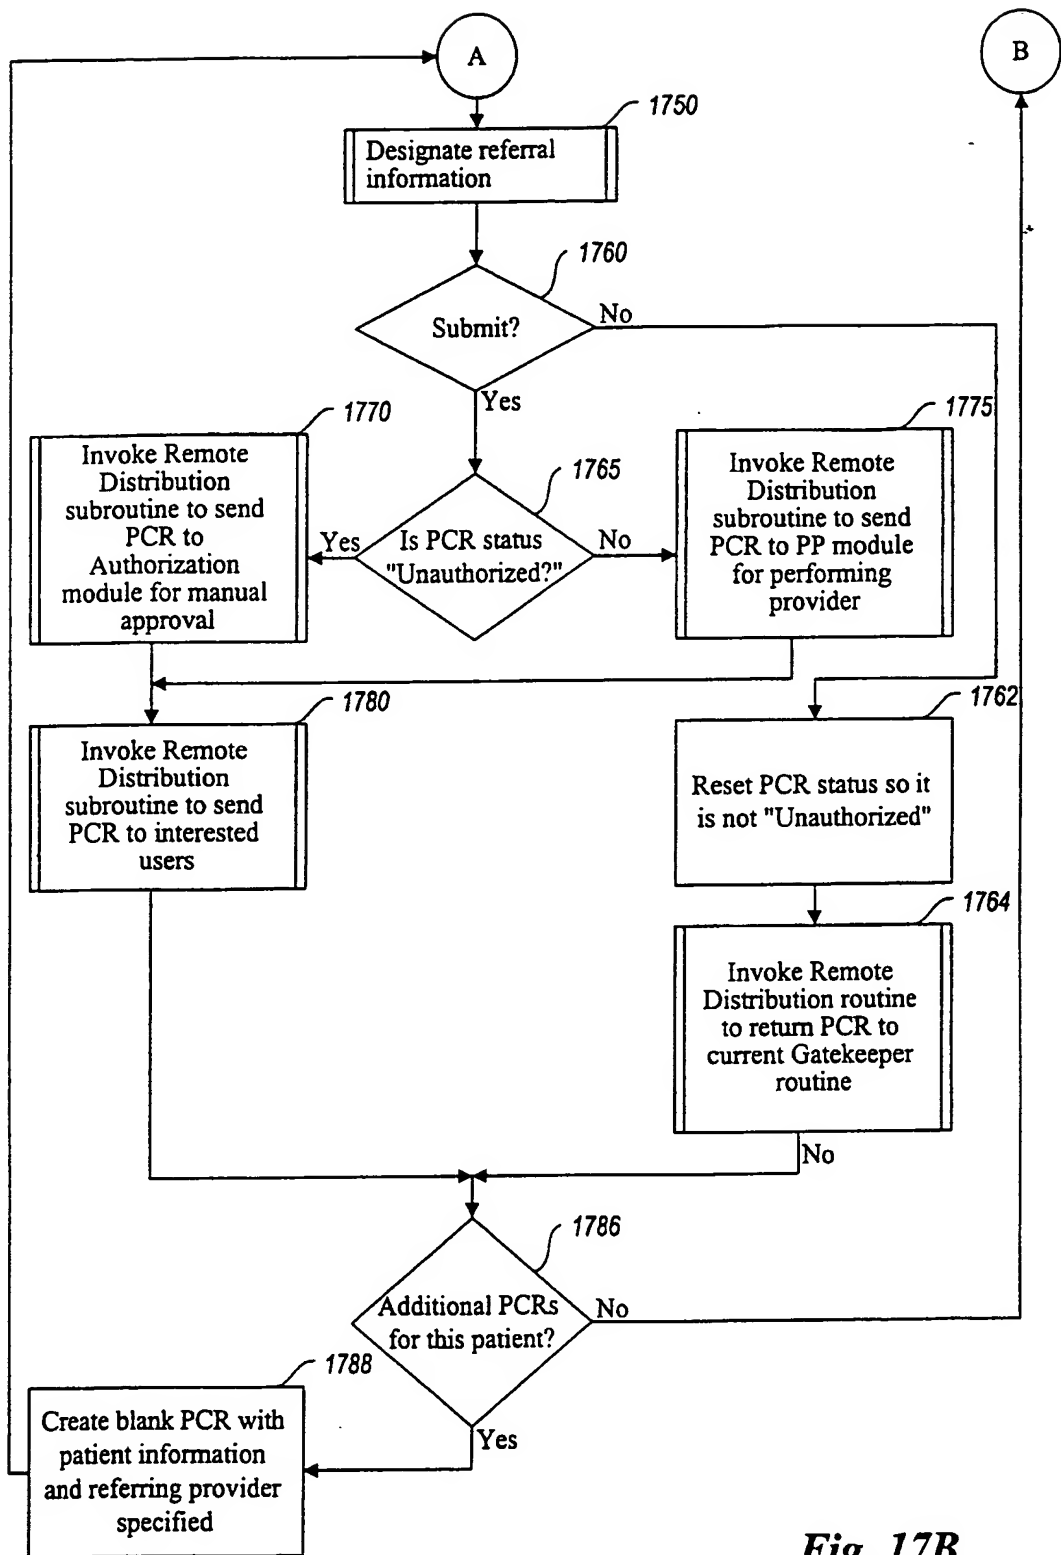 A
B
1750
Designate referral
information
1760
Submit?
No
Yes
1770
Invoke Remote
Distribution
subroutine to send
PCR to
Authorization
module for manual
approval
1765
Yes
Is PCR status
"Unauthorized?"
No
1775
Invoke Remote
Distribution
subroutine to send
PCR to PP module
for performing
provider
1780
Invoke Remote
Distribution
subroutine to send
PCR to interested
users
1762
Reset PCR status so it
is not "Unauthorized"
1764
Invoke Remote
Distribution routine
to return PCR to
current Gatekeeper
routine
No
1786
Additional PCRs
for this patient?
No
Yes
1788
Create blank PCR with
patient information
and referring provider
specified
Fig. 17B